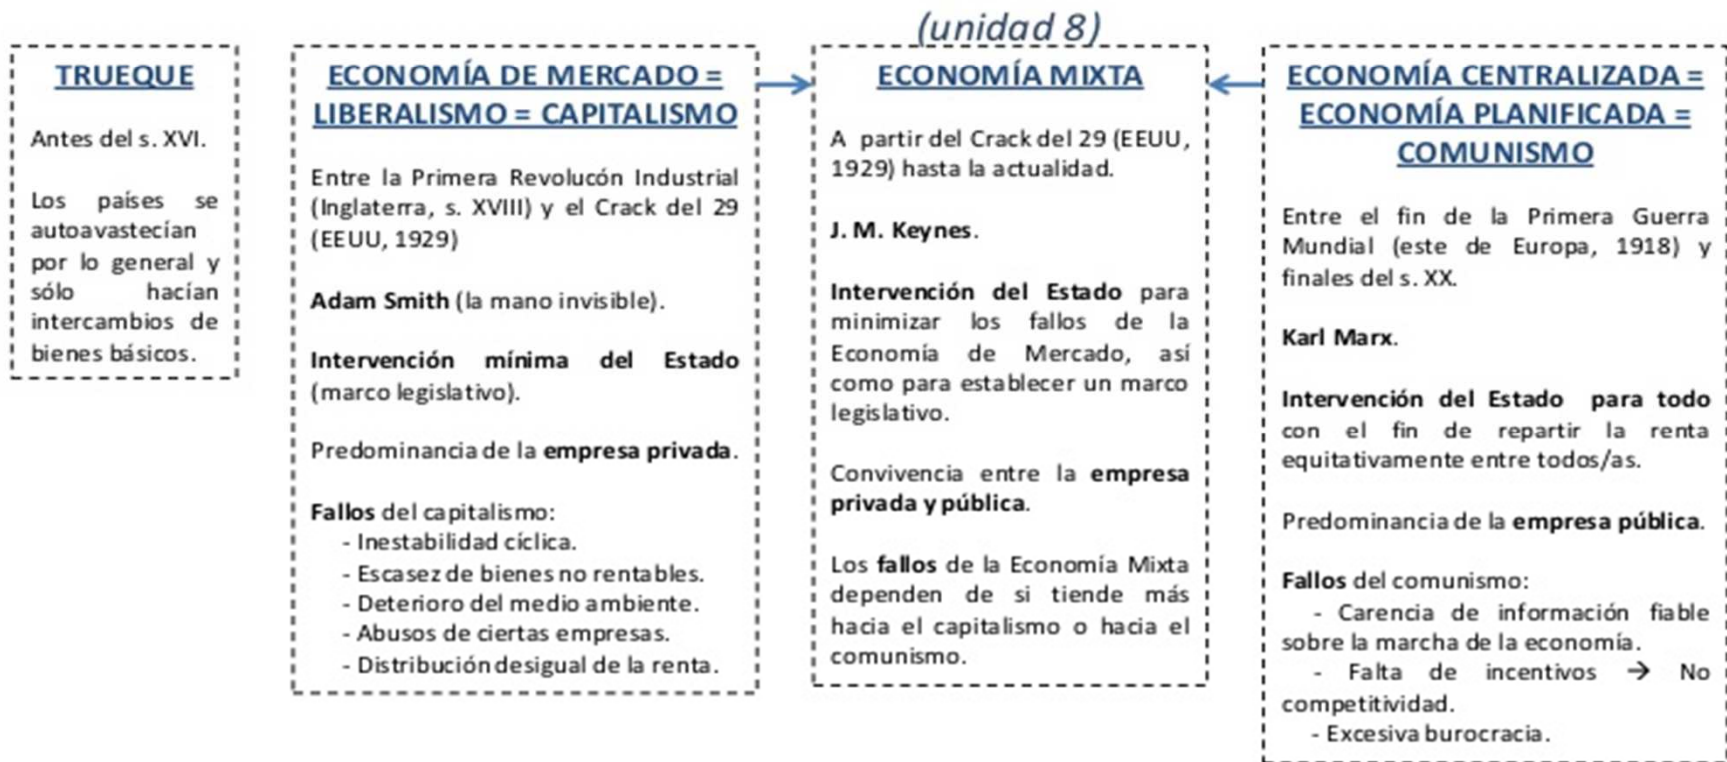 (unidad 8)
TRUEQUE
Antes del s. XVI.
Los países se
autoavastecían
por lo general y
sólo hacían
intercambios de
bienes básicos.
ECONOMÍA DE MERCADO =
LIBERALISMO = CAPITALISMO
Entre la Primera Revolucón Industrial
(Inglaterra, s. XVIII) y el Crack del 29
(EEUU, 1929)
Adam Smith (la mano invisible).
Intervención mínima del Estado
(marco legislativo).
Predominancia de la empresa privada.
Fallos del capitalismo:
- Inestabilidad cíclica.
- Escasez de bienes no rentables.
- Deterioro del medio ambiente.
- Abusos de ciertas empresas.
- Distribución desigual de la renta.
ECONOMÍA MIXTA
A partir del Crack del 29 (EEUU,
1929) hasta la actualidad.
J. M. Keynes.
Intervención del Estado para
minimizar los fallos de la
Economía de Mercado, así
como para establecer un marco
legislativo.
Convivencia entre la empresa
privada y pública.
Los fallos de la Economía Mixta
dependen de si tiende más
hacia el capitalismo o hacia el
comunismo.
ECONOMÍA CENTRALIZADA =
ECONOMÍA PLANIFICADA =
COMUNISMO
Entre el fin de la Primera Guerra
Mundial (este de Europa, 1918) y
finales del s. XX.
Karl Marx.
Intervención del Estado para todo
con el fin de repartir la renta
equitativamente entre todos/as.
Predominancia de la empresa pública.
Fallos del comunismo:
- Carencia de información fiable
sobre la marcha de la economía.
- Falta de incentivos → No
competitividad.
- Excesiva burocracia.